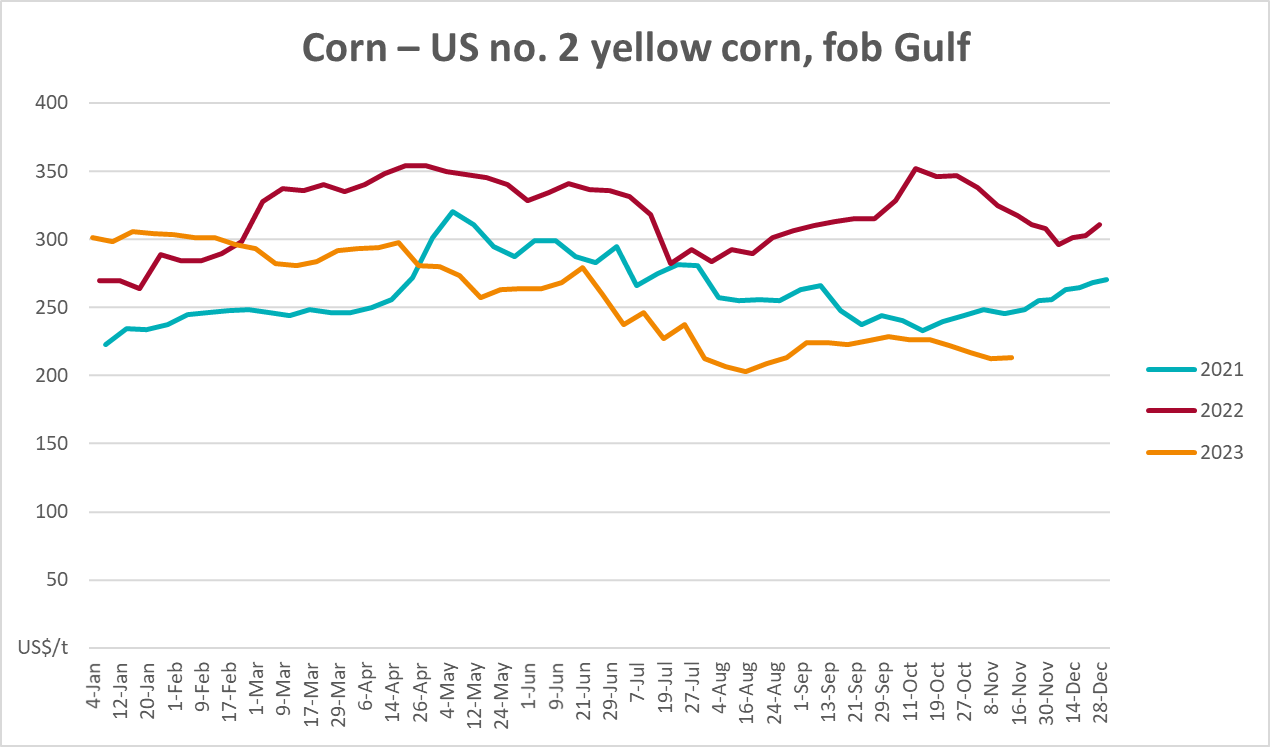 Corn – US no. 2 yellow corn, fob Gulf
400
350
300
250
200
150
100
50
US$/t
4-Jan
12-Jan
20-Jan
1-Feb
9-Feb
17-Feb
1-Mar
9-Mar
17-Mar
29-Mar
6-Apr
14-Apr
26-Apr
4-May
12-May
24-May
1-Jun
9-Jun
21-Jun
29-Jun
7-Jul
19-Jul
27-Jul
4-Aug
16-Aug
24-Aug
1-Sep
13-Sep
21-Sep
29-Sep
11-Oct
19-Oct
27-Oct
8-Nov
16-Nov
30-Nov
14-Dec
28-Dec
2021
2022
2023